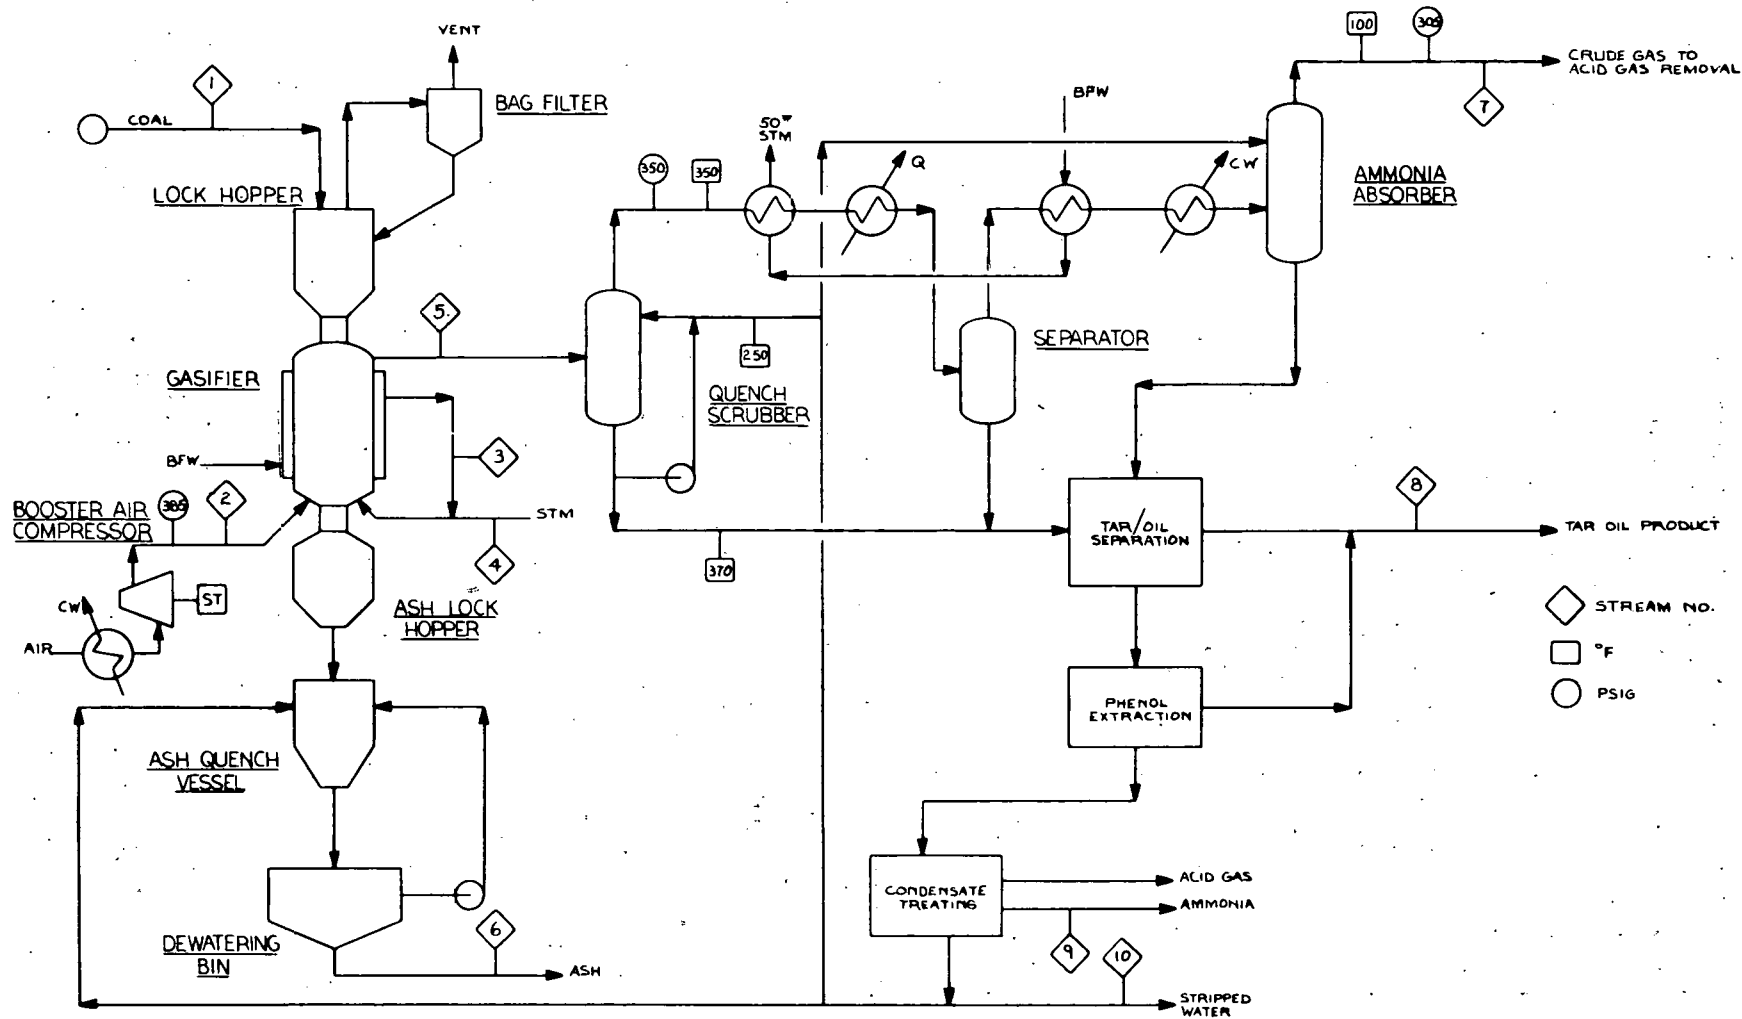 VENT
BAG FILTER
1
COAL
LOCK HOPPER
100
305
CRUDE GAS TO
ACID GAS REMOVAL
7
BFW
50#
STM
350
350
Q
CW
AMMONIA
ABSORBER
5
GASIFIER
250
QUENCH
SCRUBBER
SEPARATOR
BFW
3
BOOSTER AIR
COMPRESSOR
385
2
STM
4
370
TAR/OIL
SEPARATION
8
TAR OIL PRODUCT
CW
ST
AIR
ASH LOCK
HOPPER
STREAM NO.
°F
PSIG
PHENOL
EXTRACTION
ASH QUENCH
VESSEL
CONDENSATE
TREATING
ACID GAS
AMMONIA
9
10
DEWATERING
BIN
6
ASH
STRIPPED
WATER